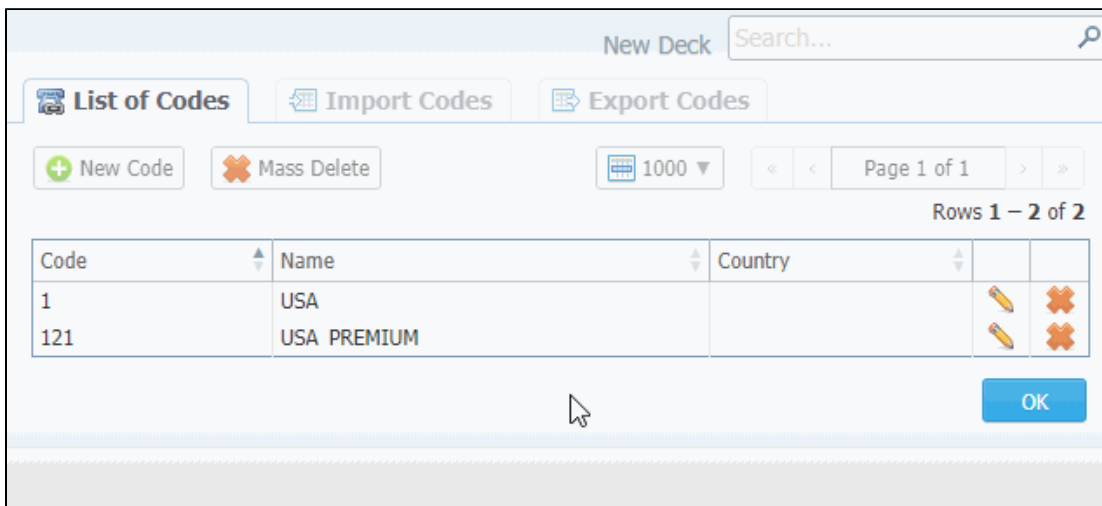 New Deck Search...
List of Codes Import Codes Export Codes
New Code Mass Delete 1000 Page 1 of 1
Rows 1 – 2 of 2
Code Name Country
1 USA
121 USA PREMIUM
OK